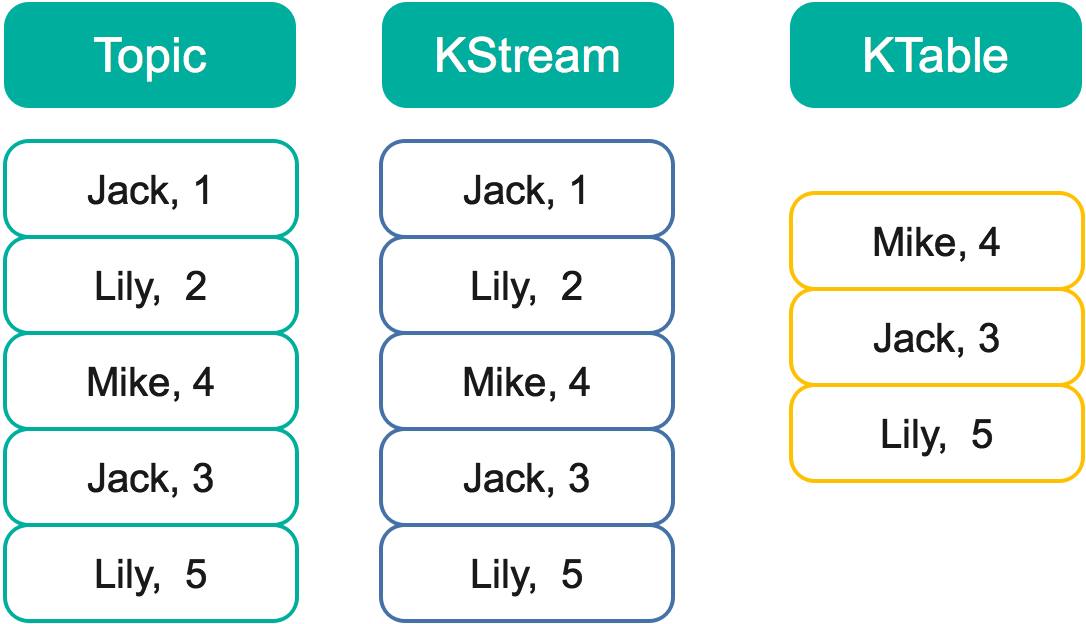 Topic
KStream
KTable
Jack, 1
Lily,  2
Mike, 4
Jack, 3
Lily,  5
Jack, 1
Lily,  2
Mike, 4
Jack, 3
Lily,  5
Mike, 4
Jack, 3
Lily,  5